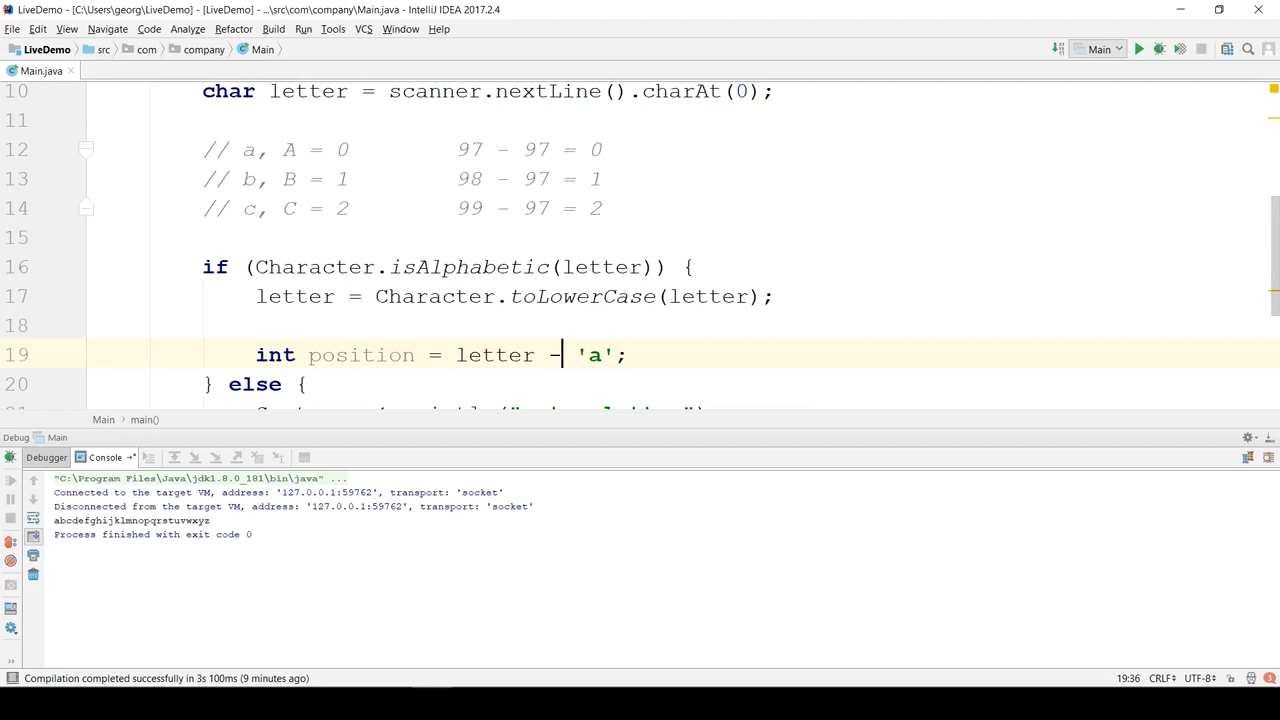 LiveDemo - [C:\Users\georg\LiveDemo] - [LiveDemo] - ...\src\com\company\Main.java - IntelliJ IDEA 2017.2.4
File Edit View Navigate Code Analyze Refactor Build Run Tools VCS Window Help
LiveDemo src com company Main Main
Main.java
10 char letter = scanner.nextLine().charAt(0);
11
12 // a, A = 0 97 - 97 = 0
13 // b, B = 1 98 - 97 = 1
14 // c, C = 2 99 - 97 = 2
15
16 if (Character.isAlphabetic(letter)) {
17 letter = Character.toLowerCase(letter);
18
19 int position = letter - 'a';
20 } else {
Main main()
Debug Main
Debugger Console
"C:\Program Files\Java\jdk1.8.0_181\bin\java" ...
Connected to the target VM, address: '127.0.0.1:59762', transport: 'socket'
Disconnected from the target VM, address: '127.0.0.1:59762', transport: 'socket'
abcdefghijklmnopqrstuvwxyz
Process finished with exit code 0
Compilation completed successfully in 3s 100ms (9 minutes ago) 19:36 CRLF UTF-8 3